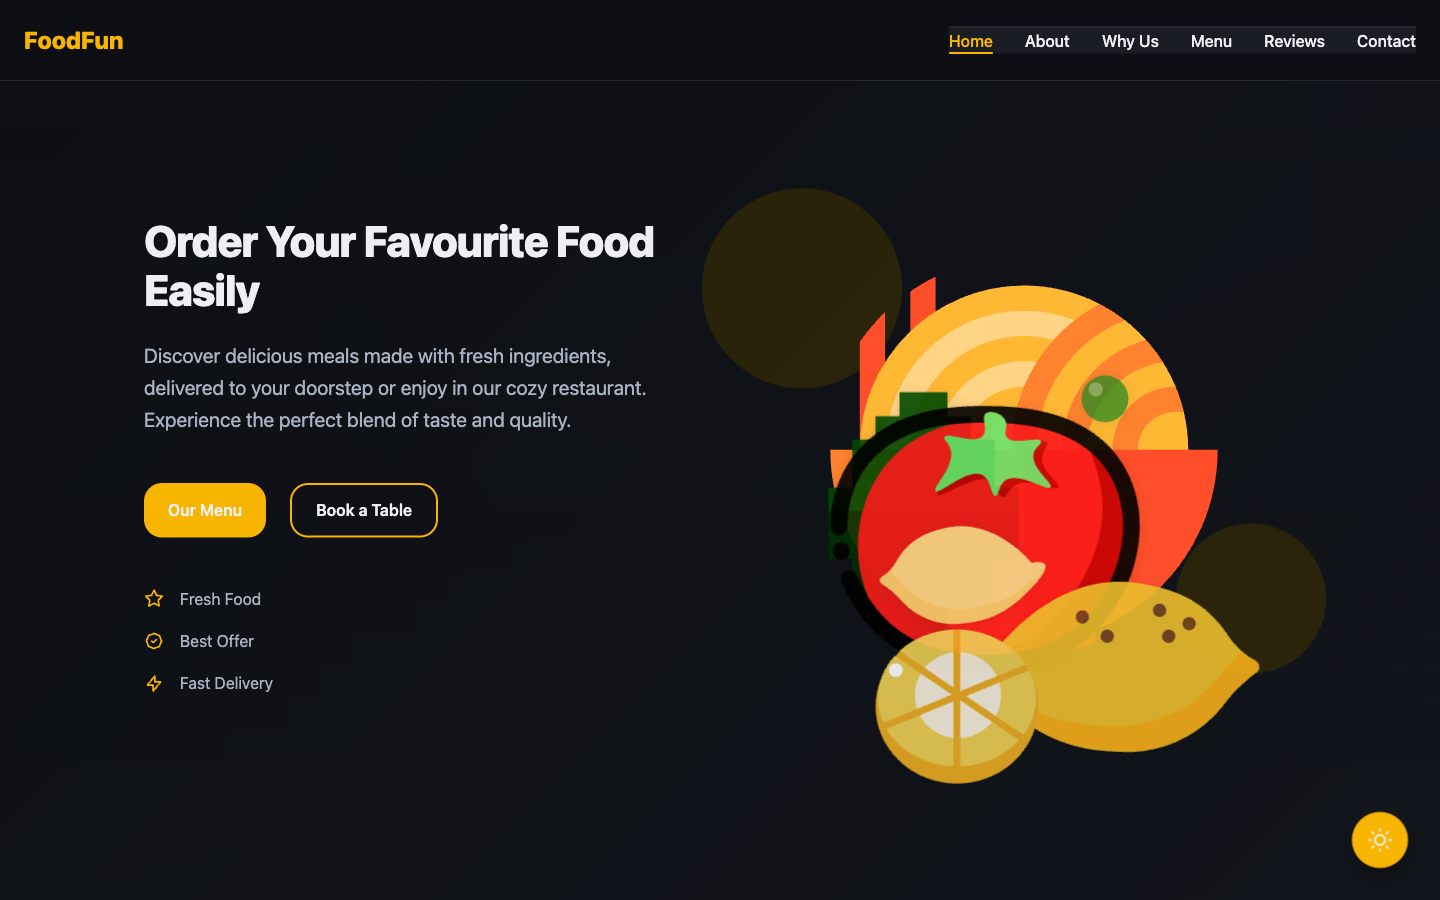 FoodFun
Home About Why Us Menu Reviews Contact
Order Your Favourite Food
Easily
Discover delicious meals made with fresh ingredients,
delivered to your doorstep or enjoy in our cozy restaurant.
Experience the perfect blend of taste and quality.
Our Menu
Book a Table
Fresh Food
Best Offer
Fast Delivery